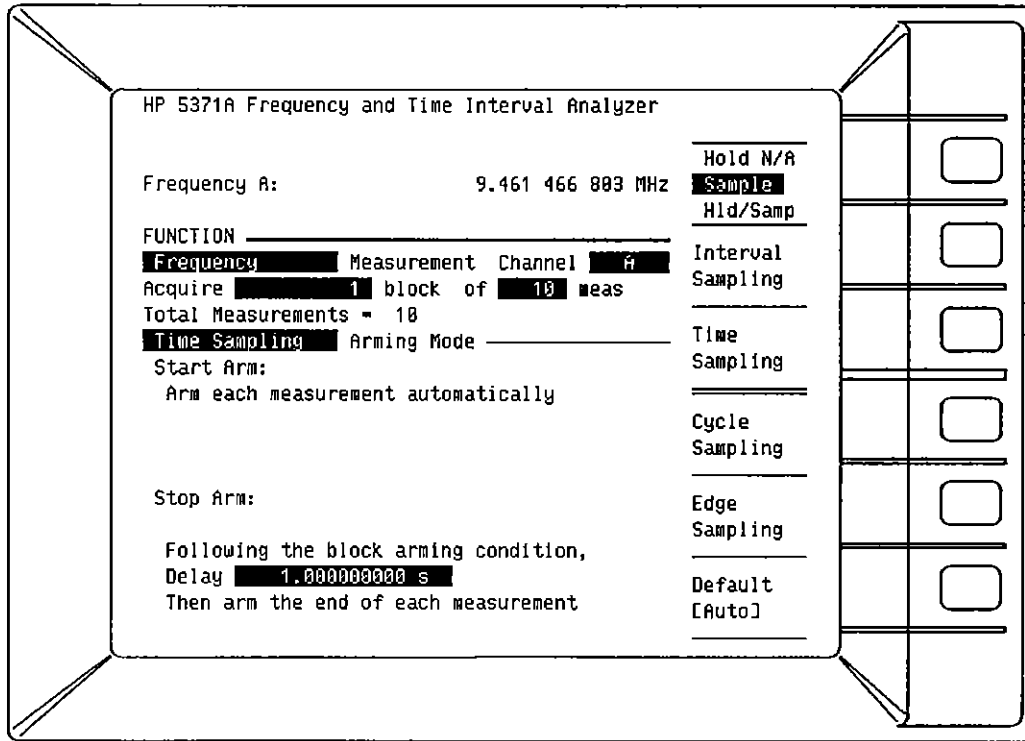 HP 5371A Frequency and Time Interval Analyzer
Frequency A: 9.461 466 803 MHz
FUNCTION
Frequency Measurement Channel A
Acquire 1 block of 10 meas
Total Measurements = 10
Time Sampling Arming Mode
Start Arm:
Arm each measurement automatically
Stop Arm:
Following the block arming condition,
Delay 1.000000000 s
Then arm the end of each measurement
Hold N/A
Sample
Hld/Samp
Interval
Sampling
Time
Sampling
Cycle
Sampling
Edge
Sampling
Default
[Auto]